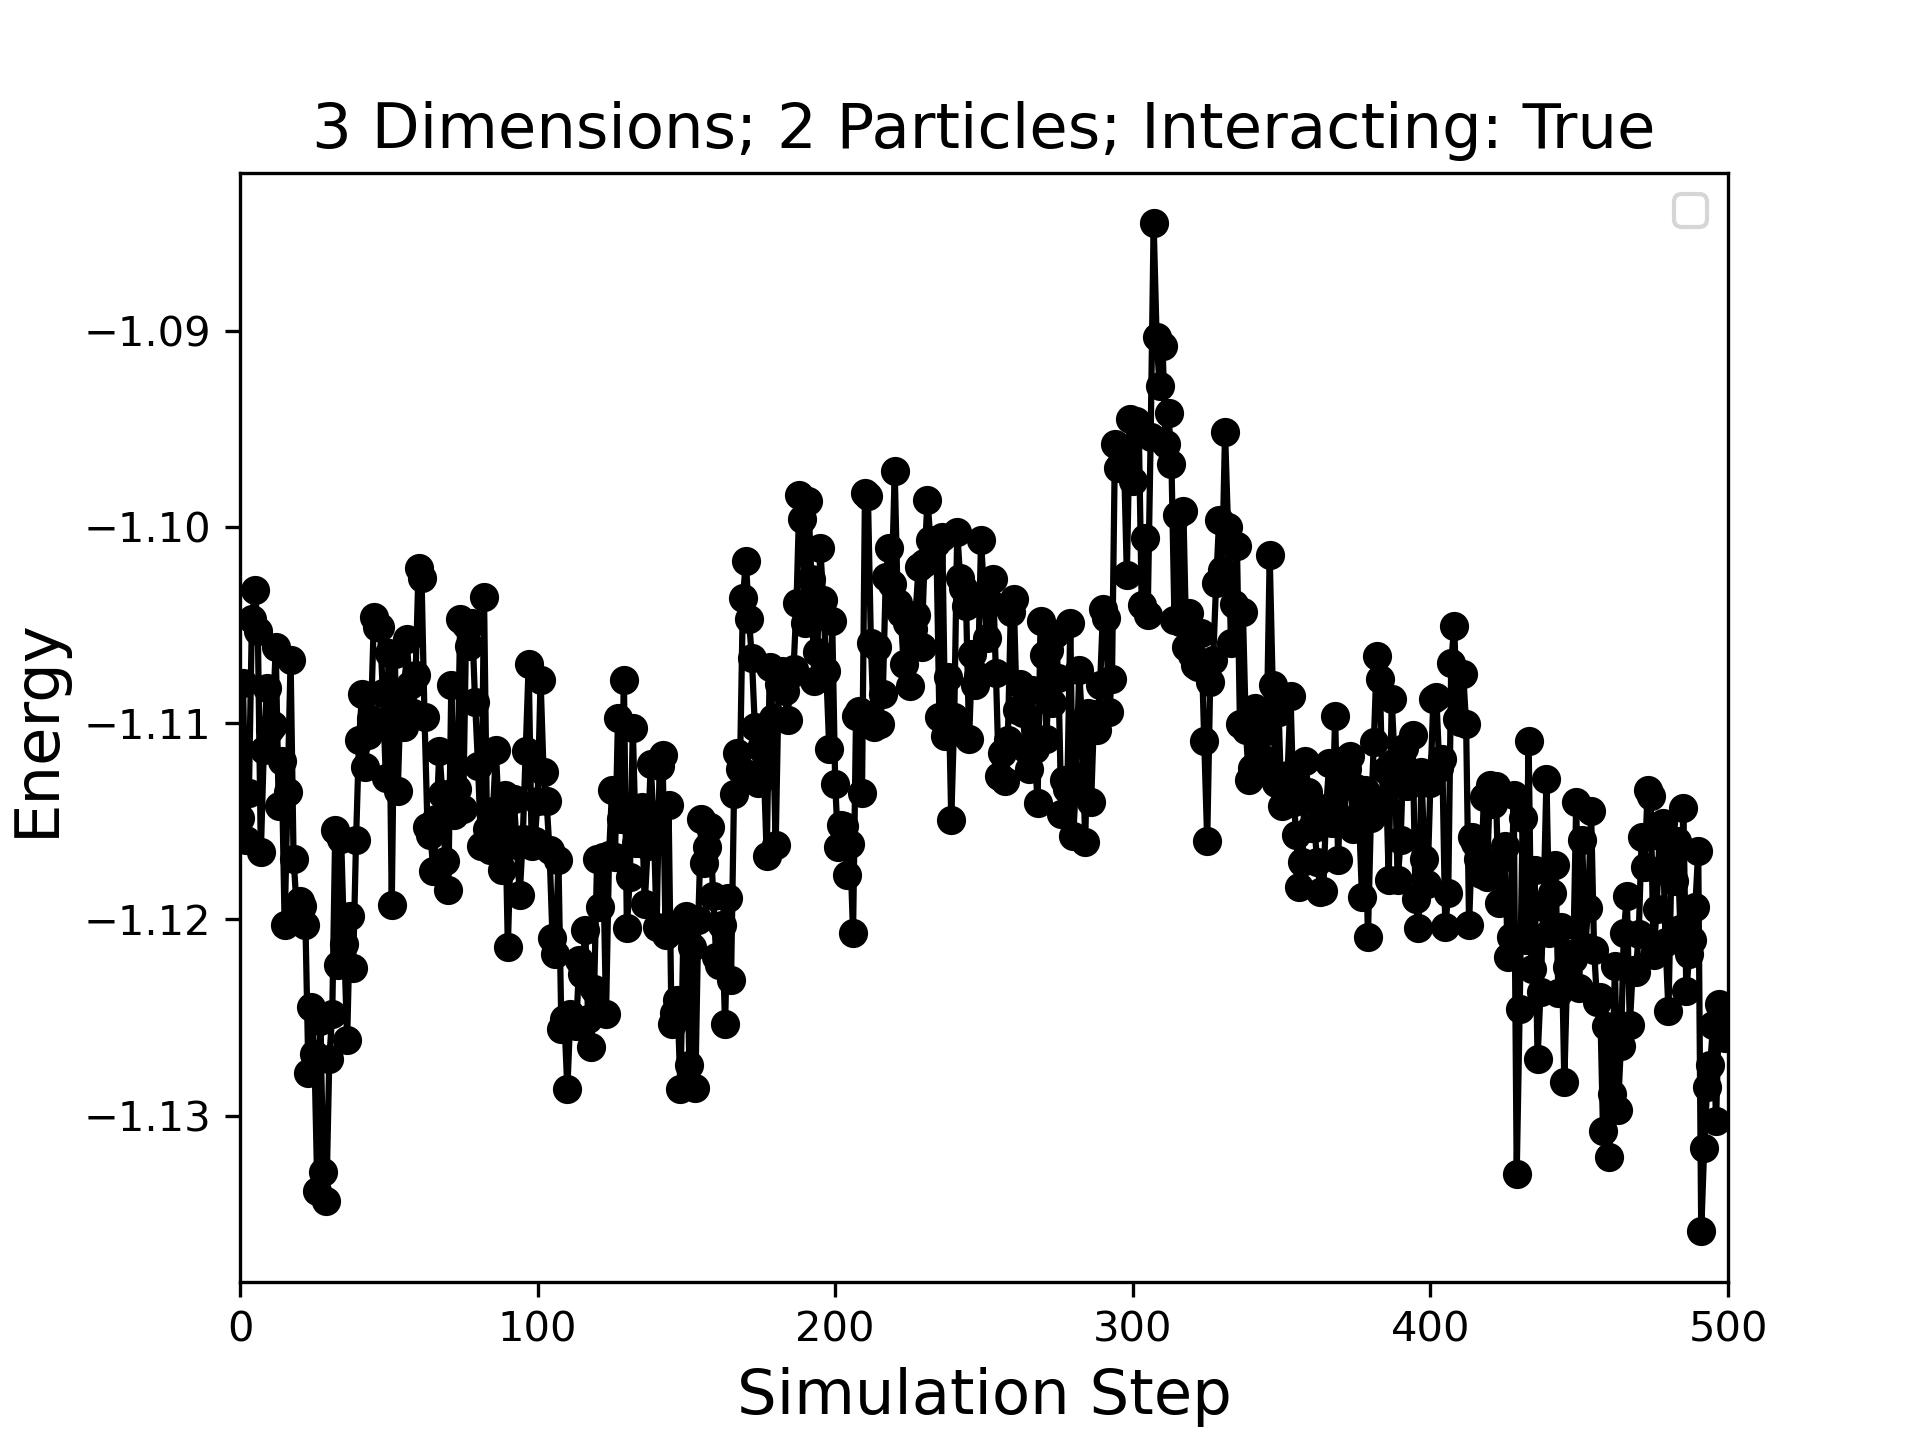 3 Dimensions; 2 Particles; Interacting: True
−1.09
−1.10
−1.11
−1.12
−1.13
Energy
0 100 200 300 400 500
Simulation Step